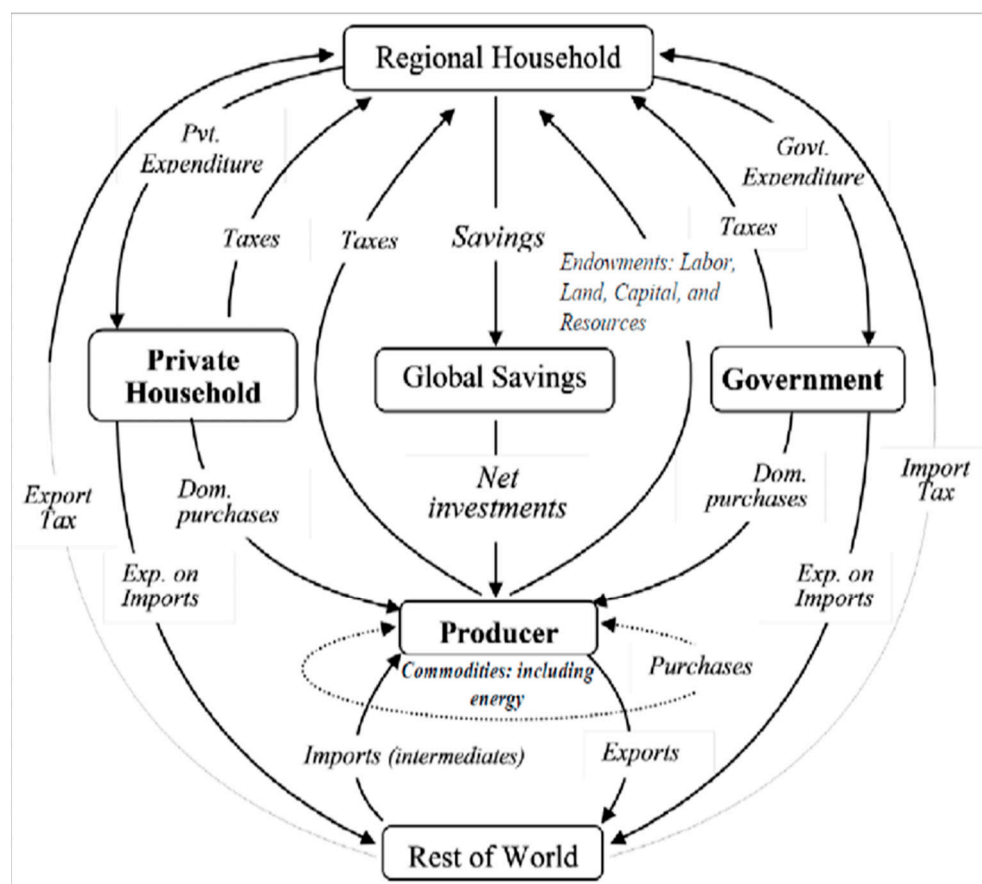 Regional Household
Pvt.
Expenditure
Govt.
Expenditure
Taxes
Taxes
Savings
Taxes
Endowments: Labor,
Land, Capital, and
Resources
Private
Household
Global Savings
Government
Export
Tax
Dom.
purchases
Net
investments
Dom.
purchases
Import
Tax
Exp. on
Imports
Exp. on
Imports
Producer
Commodities: including
energy
Purchases
Imports (intermediates)
Exports
Rest of World